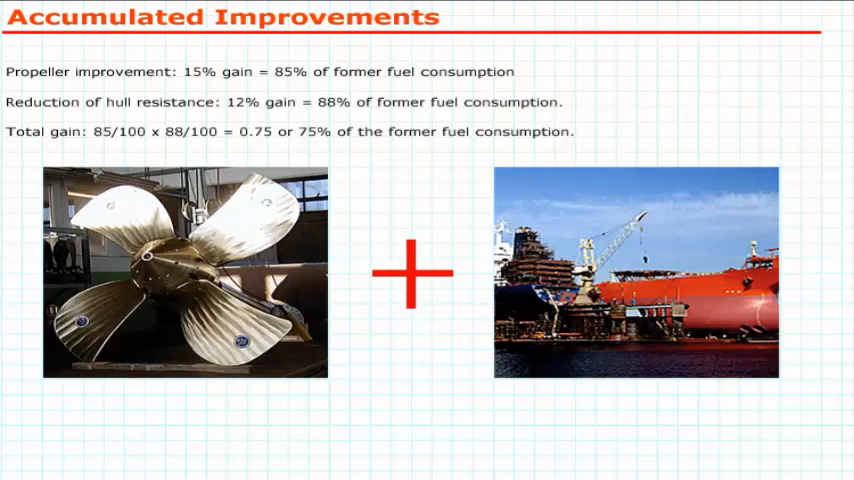 Accumulated Improvements
Propeller improvement: 15% gain = 85% of former fuel consumption
Reduction of hull resistance: 12% gain = 88% of former fuel consumption.
Total gain: 85/100 x 88/100 = 0.75 or 75% of the former fuel consumption.